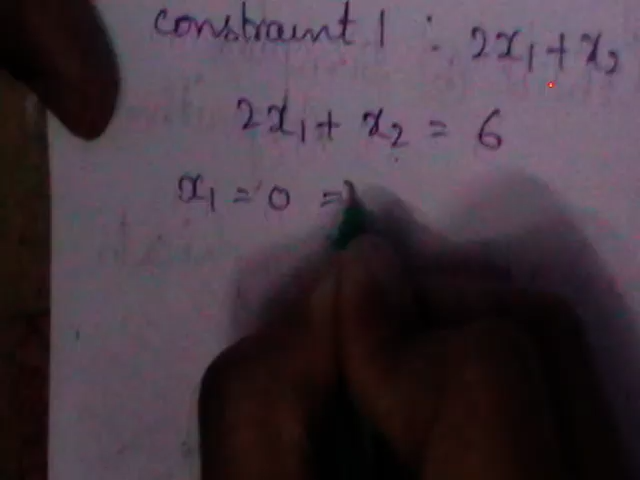 constraint 1 : 2x₁ + x₂
2x₁ + x₂ = 6
x₁ = 0 =